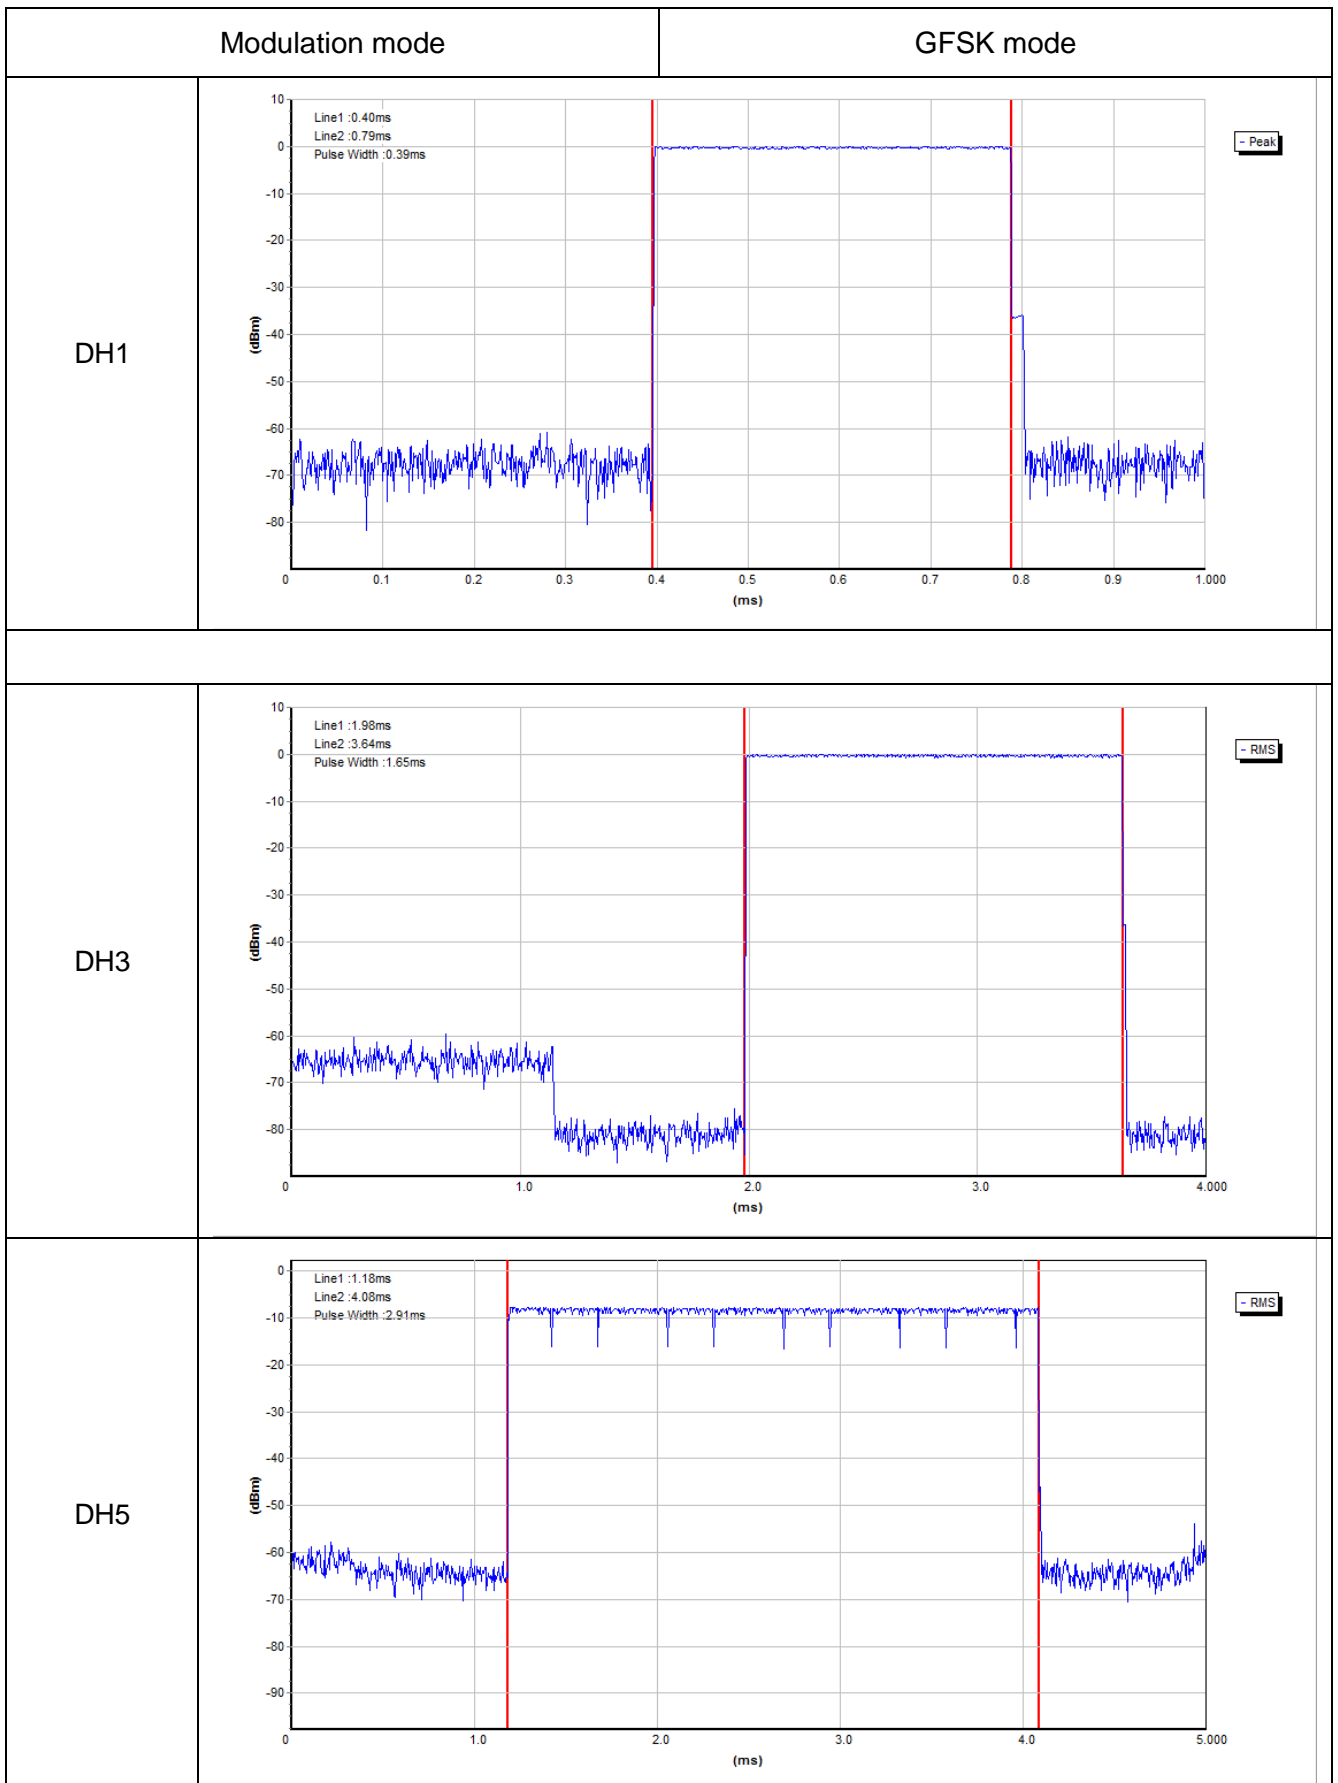 Modulation mode GFSK mode
DH1
Line1 :0.40ms
Line2 :0.79ms
Pulse Width :0.39ms
- Peak
10
0
-10
-20
-30
-40
-50
-60
-70
-80
(dBm)
0 0.1 0.2 0.3 0.4 0.5 0.6 0.7 0.8 0.9 1.000
(ms)
DH3
Line1 :1.98ms
Line2 :3.64ms
Pulse Width :1.65ms
- RMS
10
0
-10
-20
-30
-40
-50
-60
-70
-80
(dBm)
0 1.0 2.0 3.0 4.000
(ms)
DH5
Line1 :1.18ms
Line2 :4.08ms
Pulse Width :2.91ms
- RMS
0
-10
-20
-30
-40
-50
-60
-70
-80
-90
(dBm)
0 1.0 2.0 3.0 4.0 5.000
(ms)